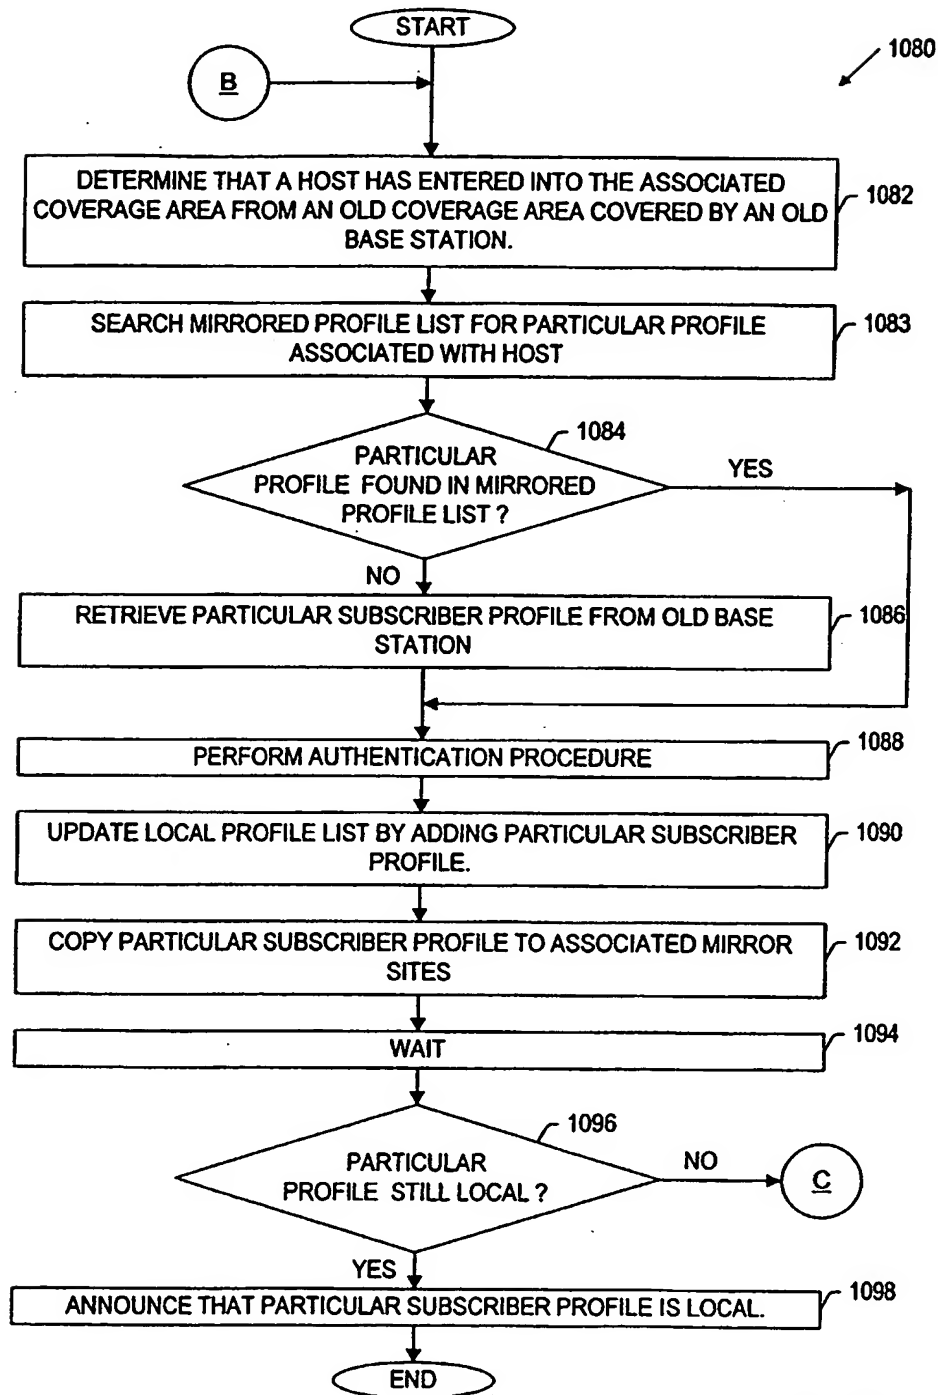 START
B
1080
DETERMINE THAT A HOST HAS ENTERED INTO THE ASSOCIATED
COVERAGE AREA FROM AN OLD COVERAGE AREA COVERED BY AN OLD
BASE STATION.
1082
SEARCH MIRRORED PROFILE LIST FOR PARTICULAR PROFILE
ASSOCIATED WITH HOST
1083
1084
PARTICULAR
PROFILE FOUND IN MIRRORED
PROFILE LIST ?
YES
NO
RETRIEVE PARTICULAR SUBSCRIBER PROFILE FROM OLD BASE
STATION
1086
PERFORM AUTHENTICATION PROCEDURE
1088
UPDATE LOCAL PROFILE LIST BY ADDING PARTICULAR SUBSCRIBER
PROFILE.
1090
COPY PARTICULAR SUBSCRIBER PROFILE TO ASSOCIATED MIRROR
SITES
1092
WAIT
1094
1096
PARTICULAR
PROFILE STILL LOCAL ?
NO
C
YES
ANNOUNCE THAT PARTICULAR SUBSCRIBER PROFILE IS LOCAL.
1098
END